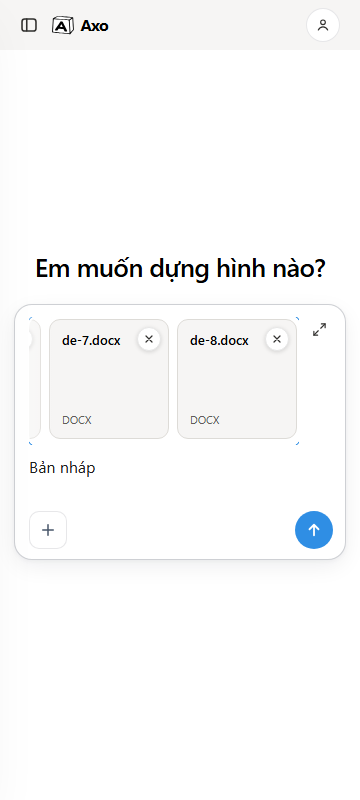 Axo
Em muốn dựng hình nào?
de-7.docx
DOCX
de-8.docx
DOCX
Bản nháp